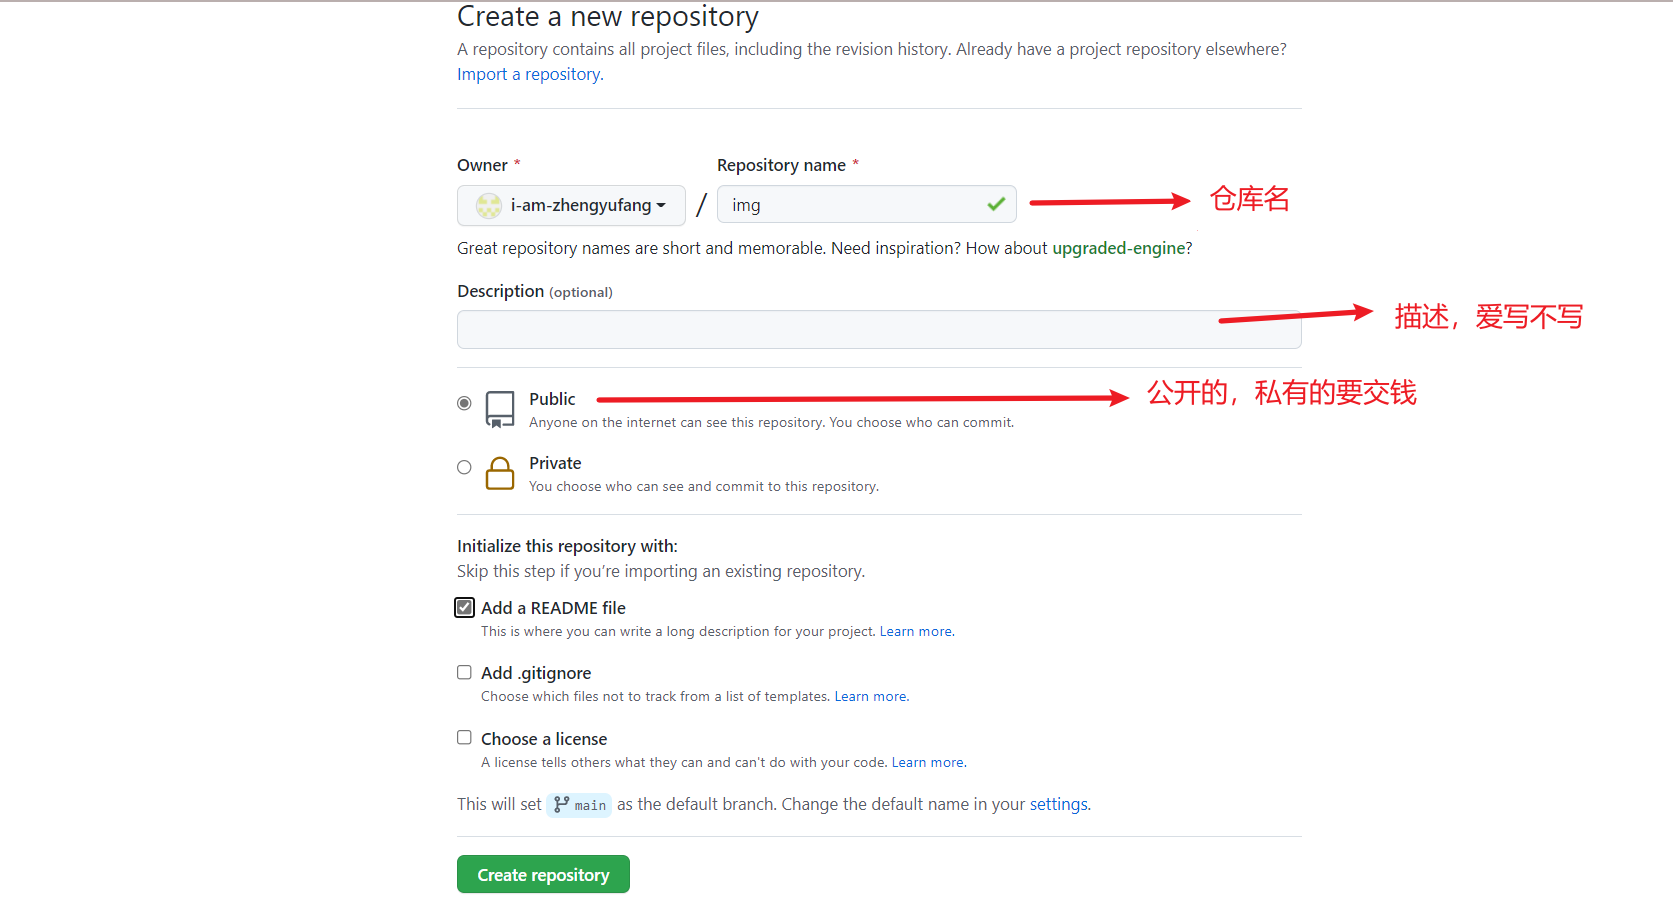 Create a new repository
A repository contains all project files, including the revision history. Already have a project repository elsewhere?
Import a repository.
Owner *
Repository name *
i-am-zhengyufang
/
img
仓库名
Great repository names are short and memorable. Need inspiration? How about upgraded-engine?
Description (optional)
描述，爱写不写
Public
公开的，私有的要交钱
Anyone on the internet can see this repository. You choose who can commit.
Private
You choose who can see and commit to this repository.
Initialize this repository with:
Skip this step if you’re importing an existing repository.
Add a README file
This is where you can write a long description for your project. Learn more.
Add .gitignore
Choose which files not to track from a list of templates. Learn more.
Choose a license
A license tells others what they can and can't do with your code. Learn more.
This will set main as the default branch. Change the default name in your settings.
Create repository